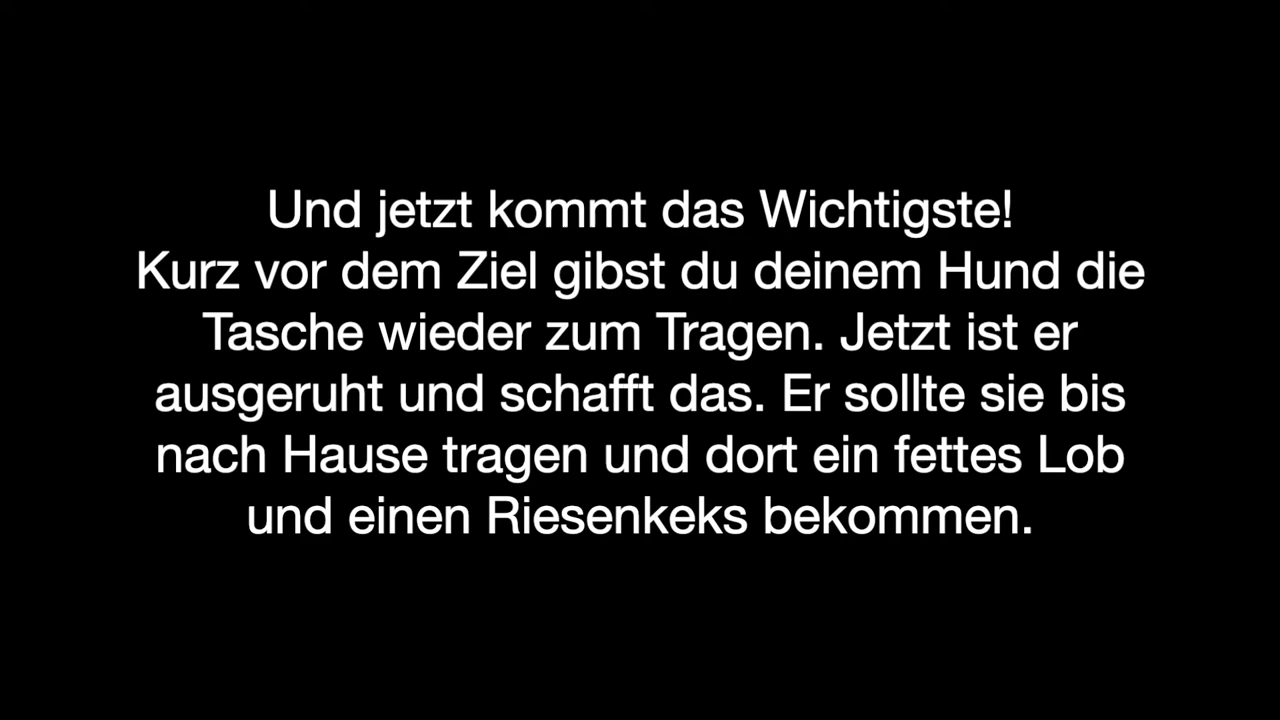 Und jetzt kommt das Wichtigste!
Kurz vor dem Ziel gibst du deinem Hund die
Tasche wieder zum Tragen. Jetzt ist er
ausgeruht und schafft das. Er sollte sie bis
nach Hause tragen und dort ein fettes Lob
und einen Riesenkeks bekommen.